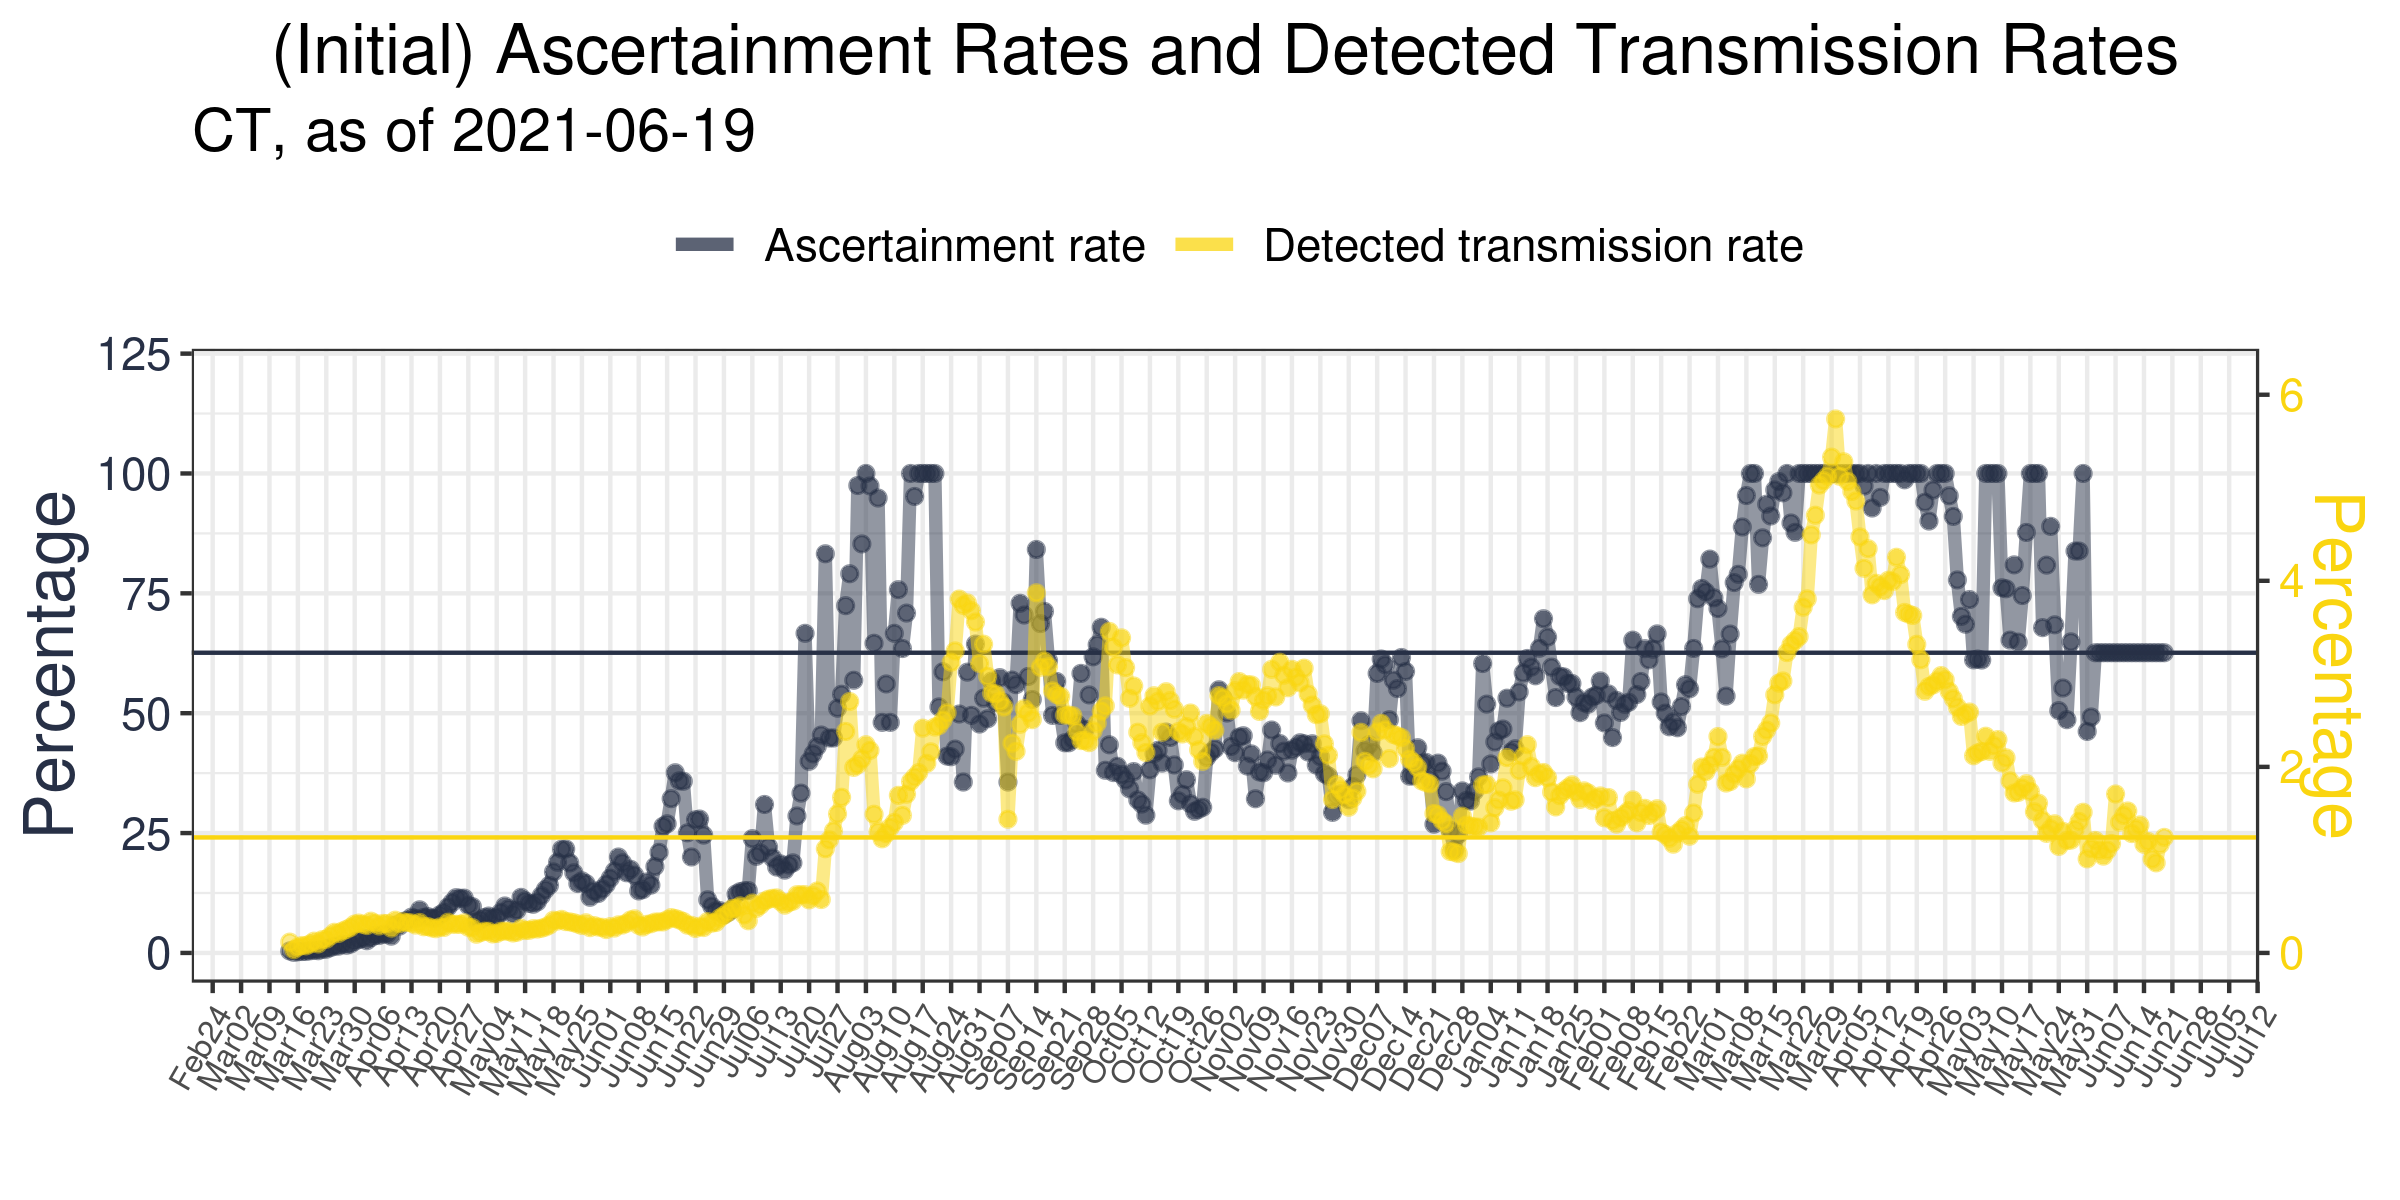 (Initial) Ascertainment Rates and Detected Transmission Rates
CT, as of 2021-06-19
Ascertainment rate
Detected transmission rate
125
100
75
50
25
0
Percentage
6
4
2
0
Percentage
Feb24
Mar02
Mar09
Mar16
Mar23
Mar30
Apr06
Apr13
Apr20
Apr27
May04
May11
May18
May25
Jun01
Jun08
Jun15
Jun22
Jun29
Jul06
Jul13
Jul20
Jul27
Aug03
Aug10
Aug17
Aug24
Aug31
Sep07
Sep14
Sep21
Sep28
Oct05
Oct12
Oct19
Oct26
Nov02
Nov09
Nov16
Nov23
Nov30
Dec07
Dec14
Dec21
Dec28
Jan04
Jan11
Jan18
Jan25
Feb01
Feb08
Feb15
Feb22
Mar01
Mar08
Mar15
Mar22
Mar29
Apr05
Apr12
Apr19
Apr26
May03
May10
May17
May24
May31
Jun07
Jun14
Jun21
Jun28
Jul05
Jul12